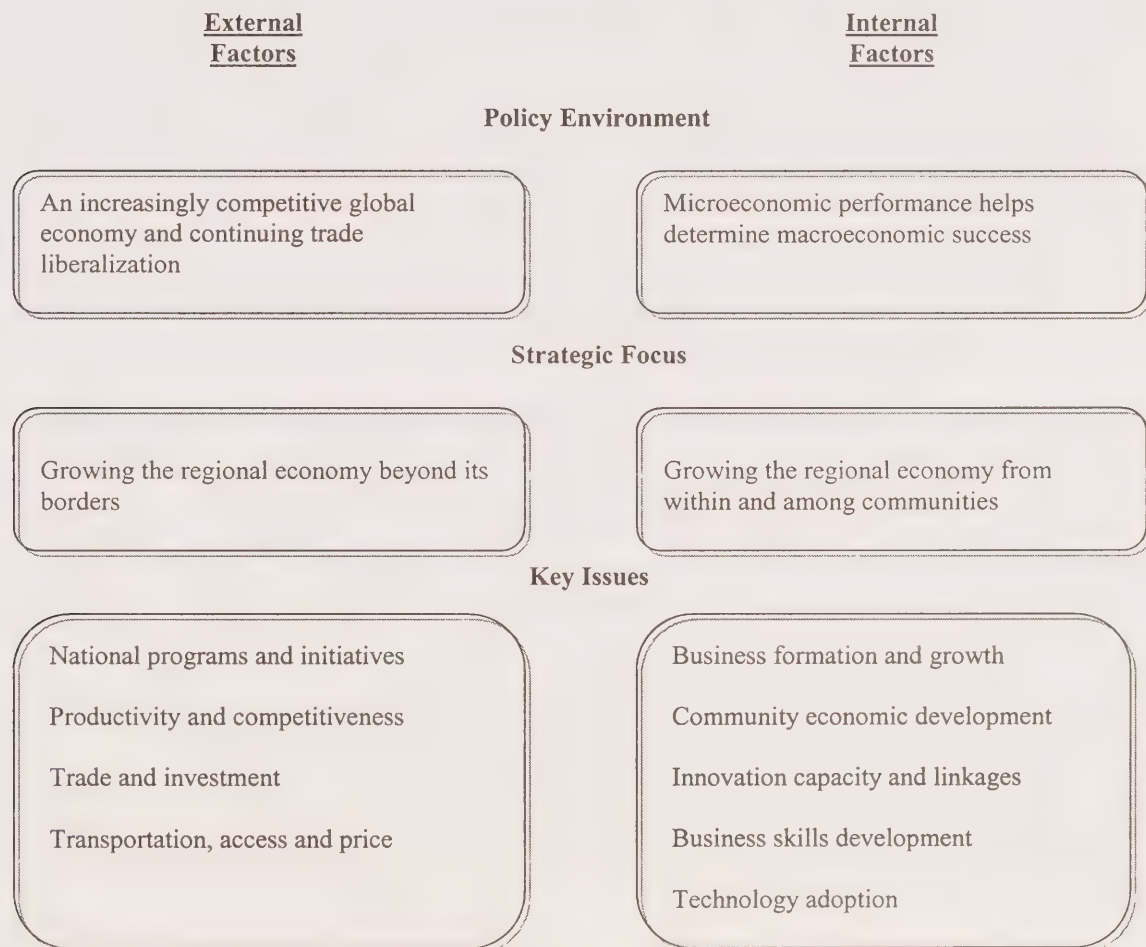 External
Factors
Internal
Factors
Policy Environment
An increasingly competitive global
economy and continuing trade
liberalization
Microeconomic performance helps
determine macroeconomic success
Strategic Focus
Growing the regional economy beyond its
borders
Growing the regional economy from
within and among communities
Key Issues
National programs and initiatives
Productivity and competitiveness
Trade and investment
Transportation, access and price
Business formation and growth
Community economic development
Innovation capacity and linkages
Business skills development
Technology adoption